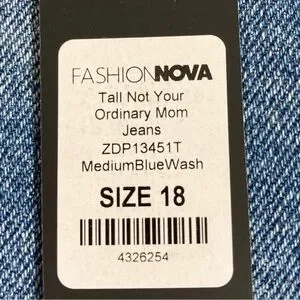 FASHIONNOVA
Tall Not Your
Ordinary Mom
Jeans
ZDP13451T
MediumBlueWash
SIZE 18
4326254